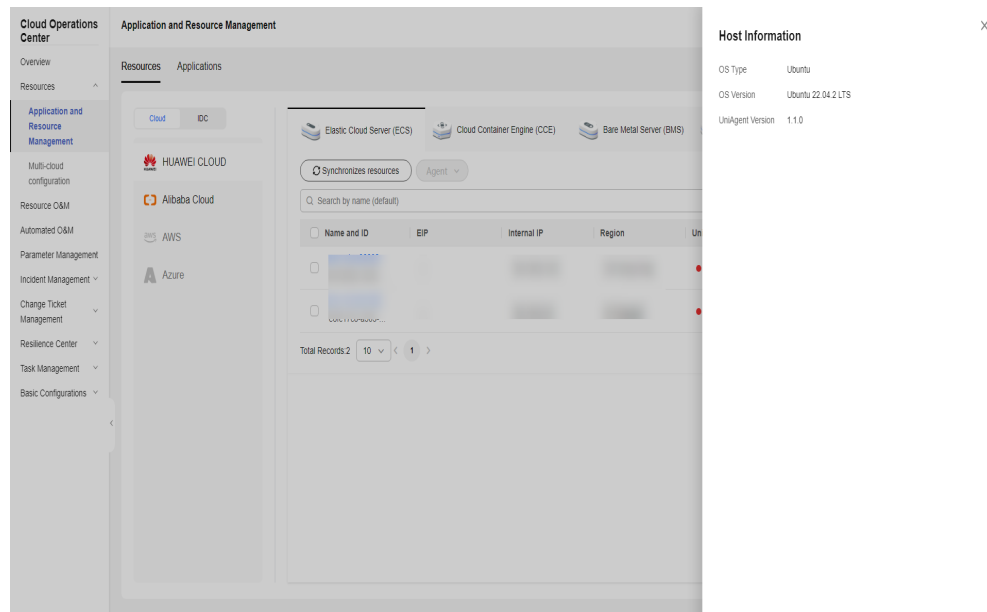 Cloud Operations
Center
Overview
Resources
Application and
Resource
Management
Multi-cloud
configuration
Resource O&M
Automated O&M
Parameter Management
Incident Management
Change Ticket
Management
Resilience Center
Task Management
Basic Configurations
Application and Resource Management
Resources Applications
Cloud IDC
HUAWEI CLOUD
Alibaba Cloud
AWS
Azure
Elastic Cloud Server (ECS) Cloud Container Engine (CCE) Bare Metal Server (BMS)
Synchronizes resources Agent
Search by name (default)
Name and ID EIP Internal IP Region Un
Total Records:2 10 1
Host Information
OS Type Ubuntu
OS Version Ubuntu 22.04.2 LTS
UniAgent Version 1.1.0